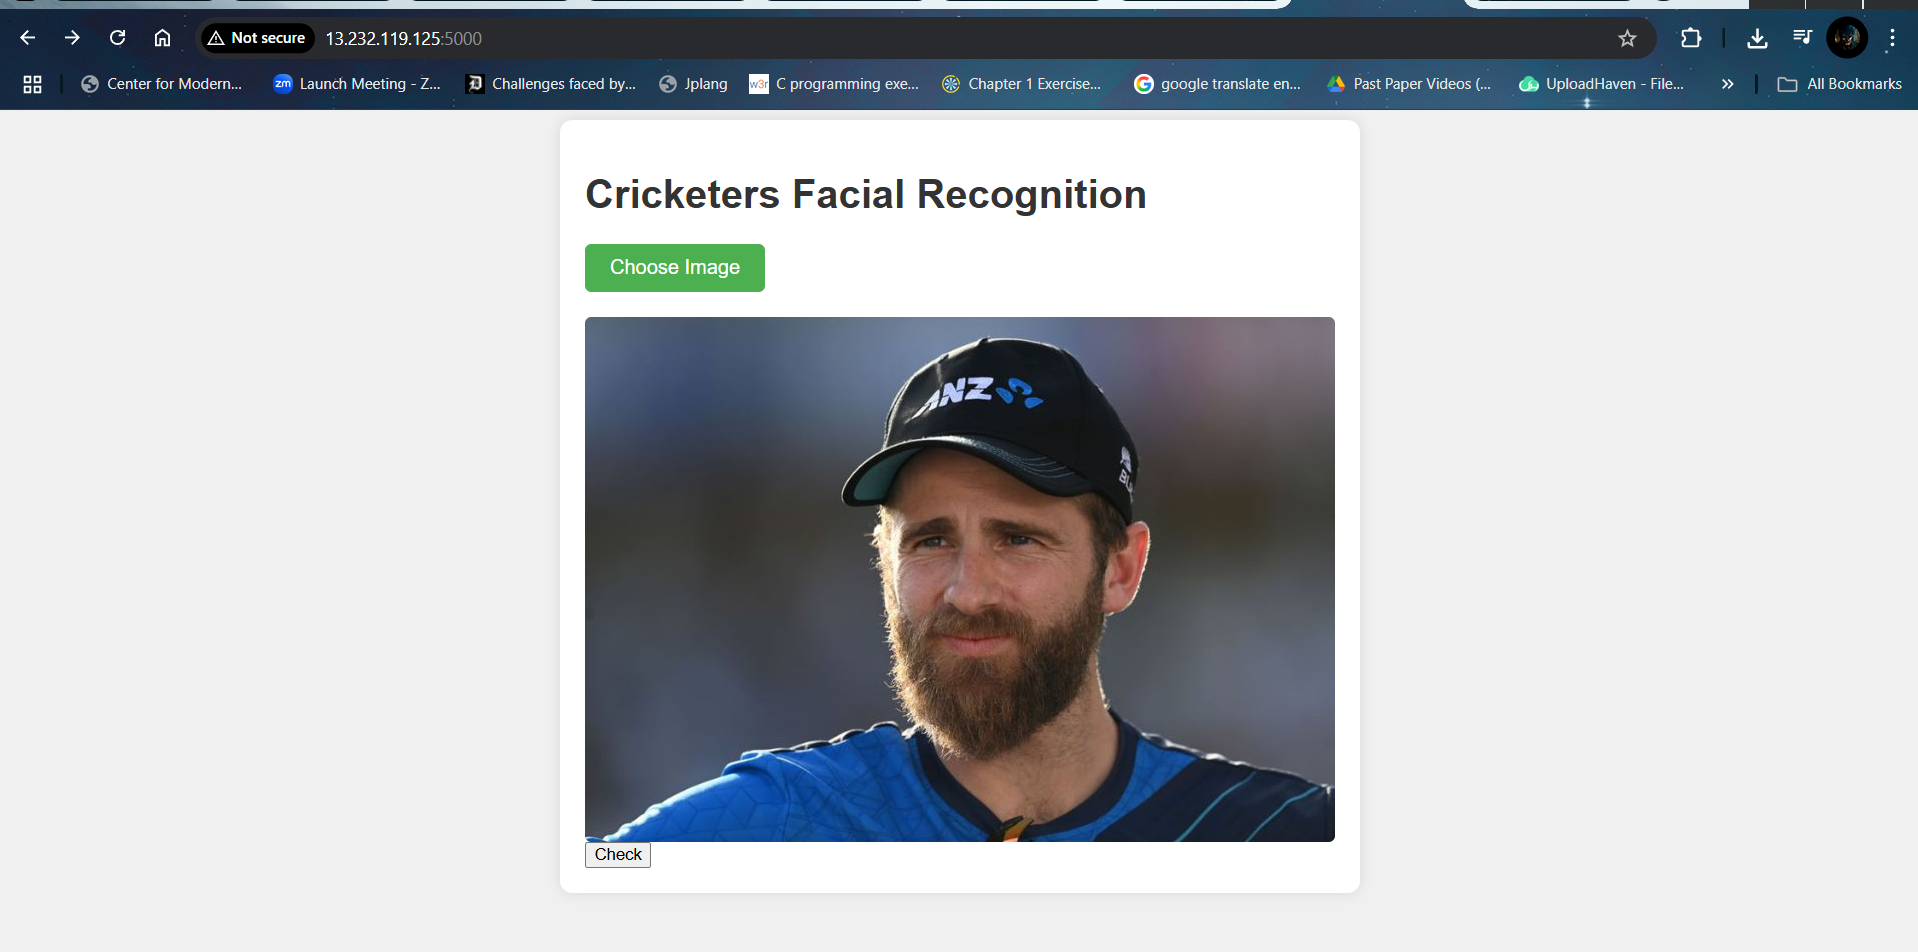 Not secure
13.232.119.125:5000
Center for Modern...
zm
Launch Meeting - Z...
Challenges faced by...
Jplang
w3r
C programming exe...
Chapter 1 Exercise...
google translate en...
Past Paper Videos (...
UploadHaven - File...
All Bookmarks
Cricketers Facial Recognition
Choose Image
ANZ
Check